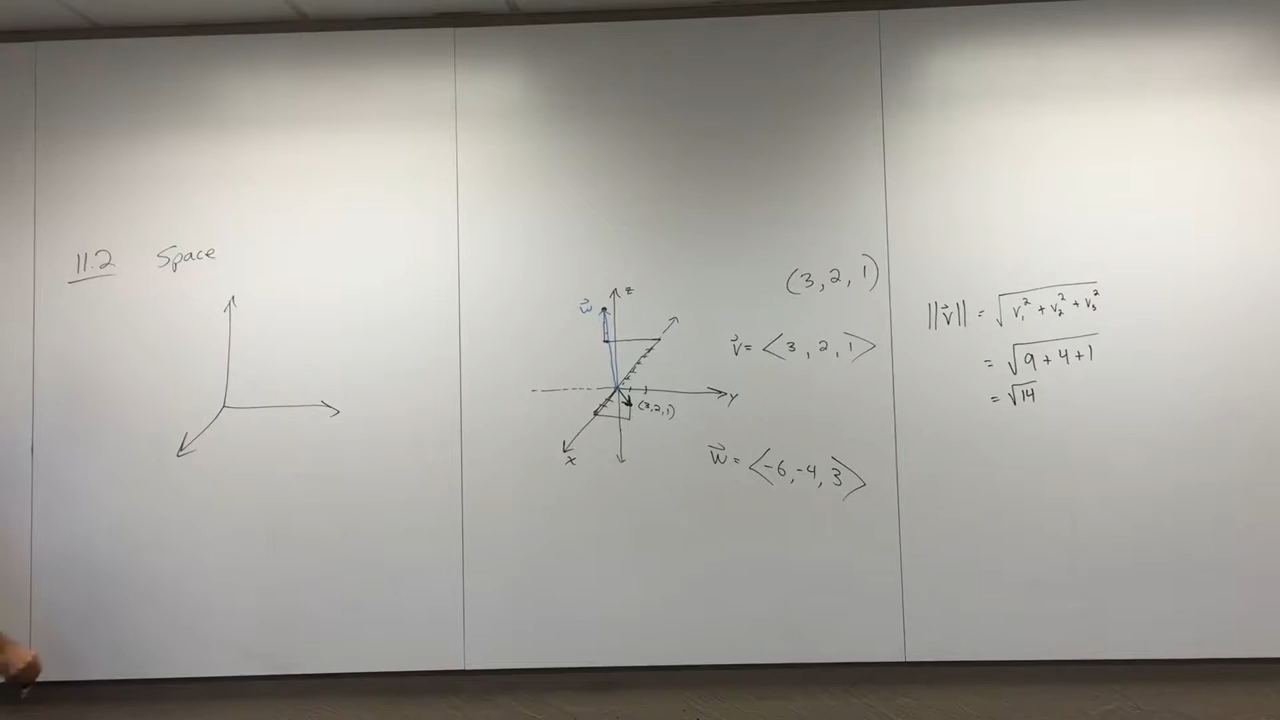 11.2 Space
z
w⃗
y
(3,2,1)
x
(3, 2, 1)
v⃗ = <3, 2, 1>
w⃗ = <-6, -4, 3>
||v⃗|| = √(v₁² + v₂² + v₃²)
= √(9 + 4 + 1)
= √14